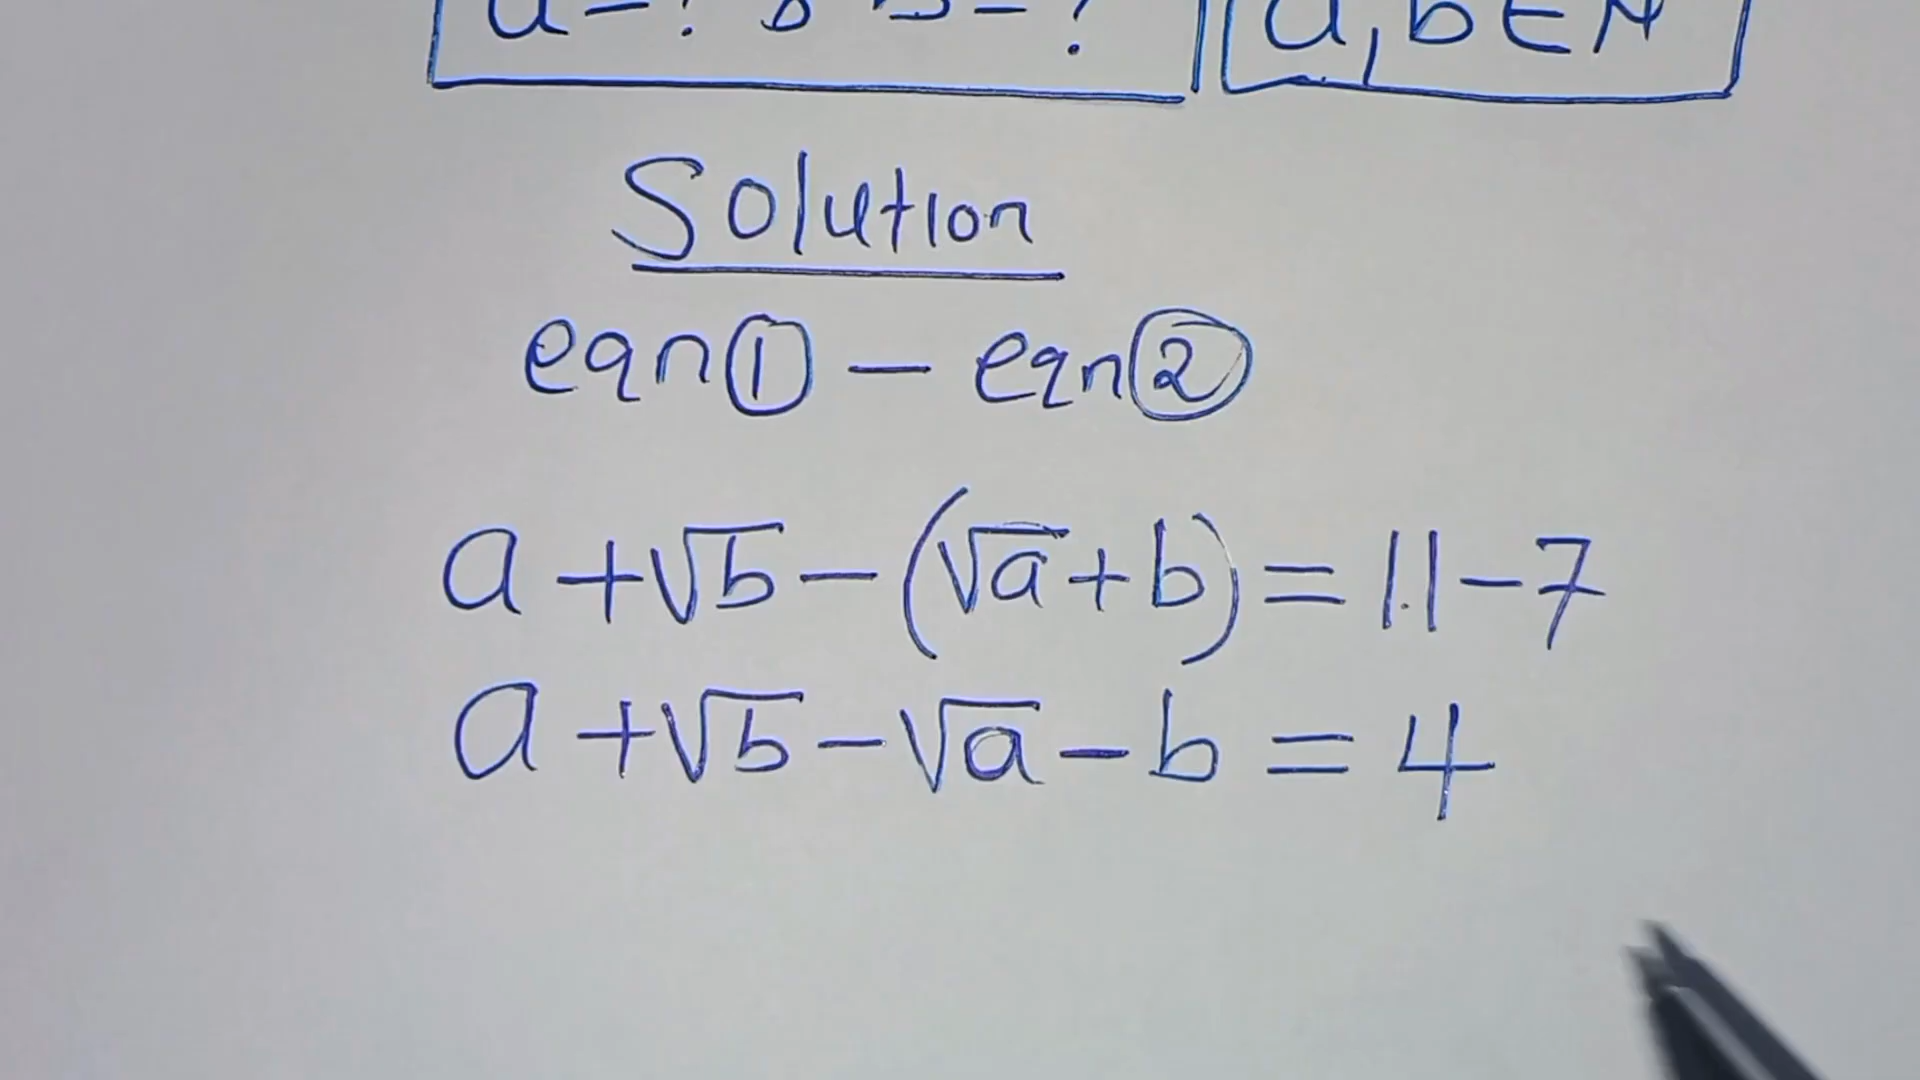 a = ? & b = ? a, b ∈ N
Solution
eqn ① − eqn ②
a + √b − (√a + b) = 11 − 7
a + √b − √a − b = 4